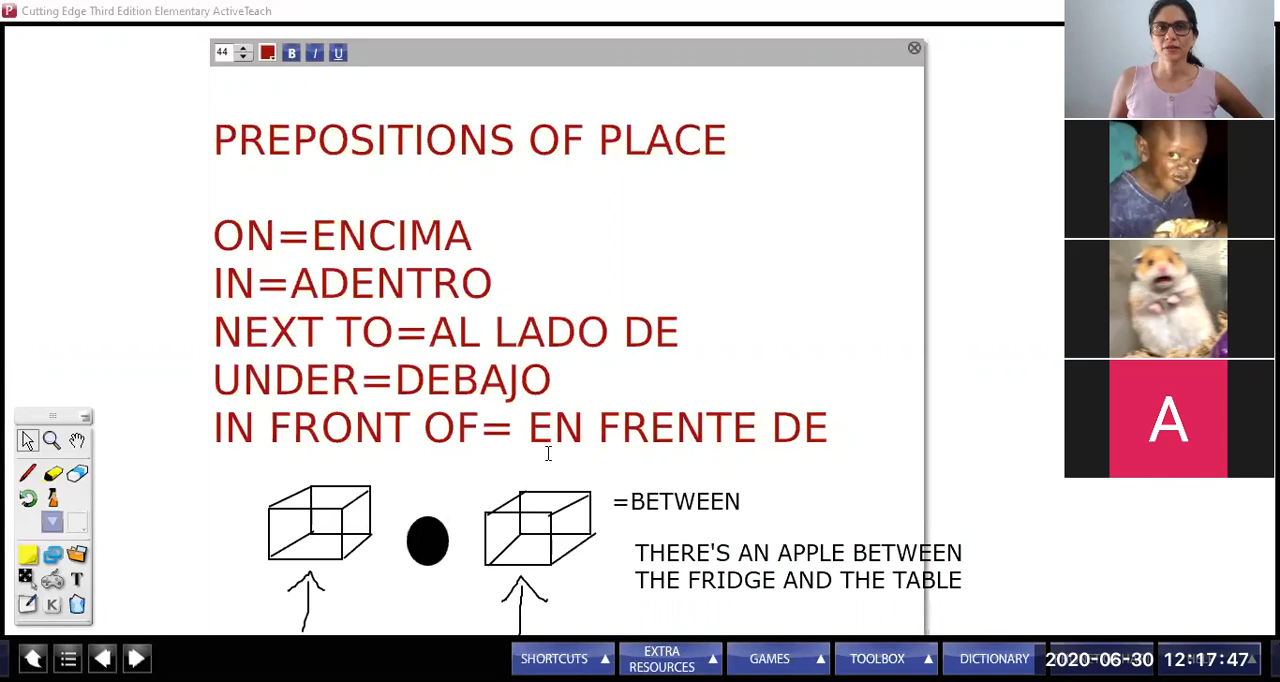 Cutting Edge Third Edition Elementary ActiveTeach
44
B I U
PREPOSITIONS OF PLACE
ON=ENCIMA
IN=ADENTRO
NEXT TO=AL LADO DE
UNDER=DEBAJO
IN FRONT OF= EN FRENTE DE
=BETWEEN
THERE'S AN APPLE BETWEEN
THE FRIDGE AND THE TABLE
A
T
K
SHORTCUTS
EXTRA
RESOURCES
GAMES
TOOLBOX
DICTIONARY
2020-06-30 12:17:47